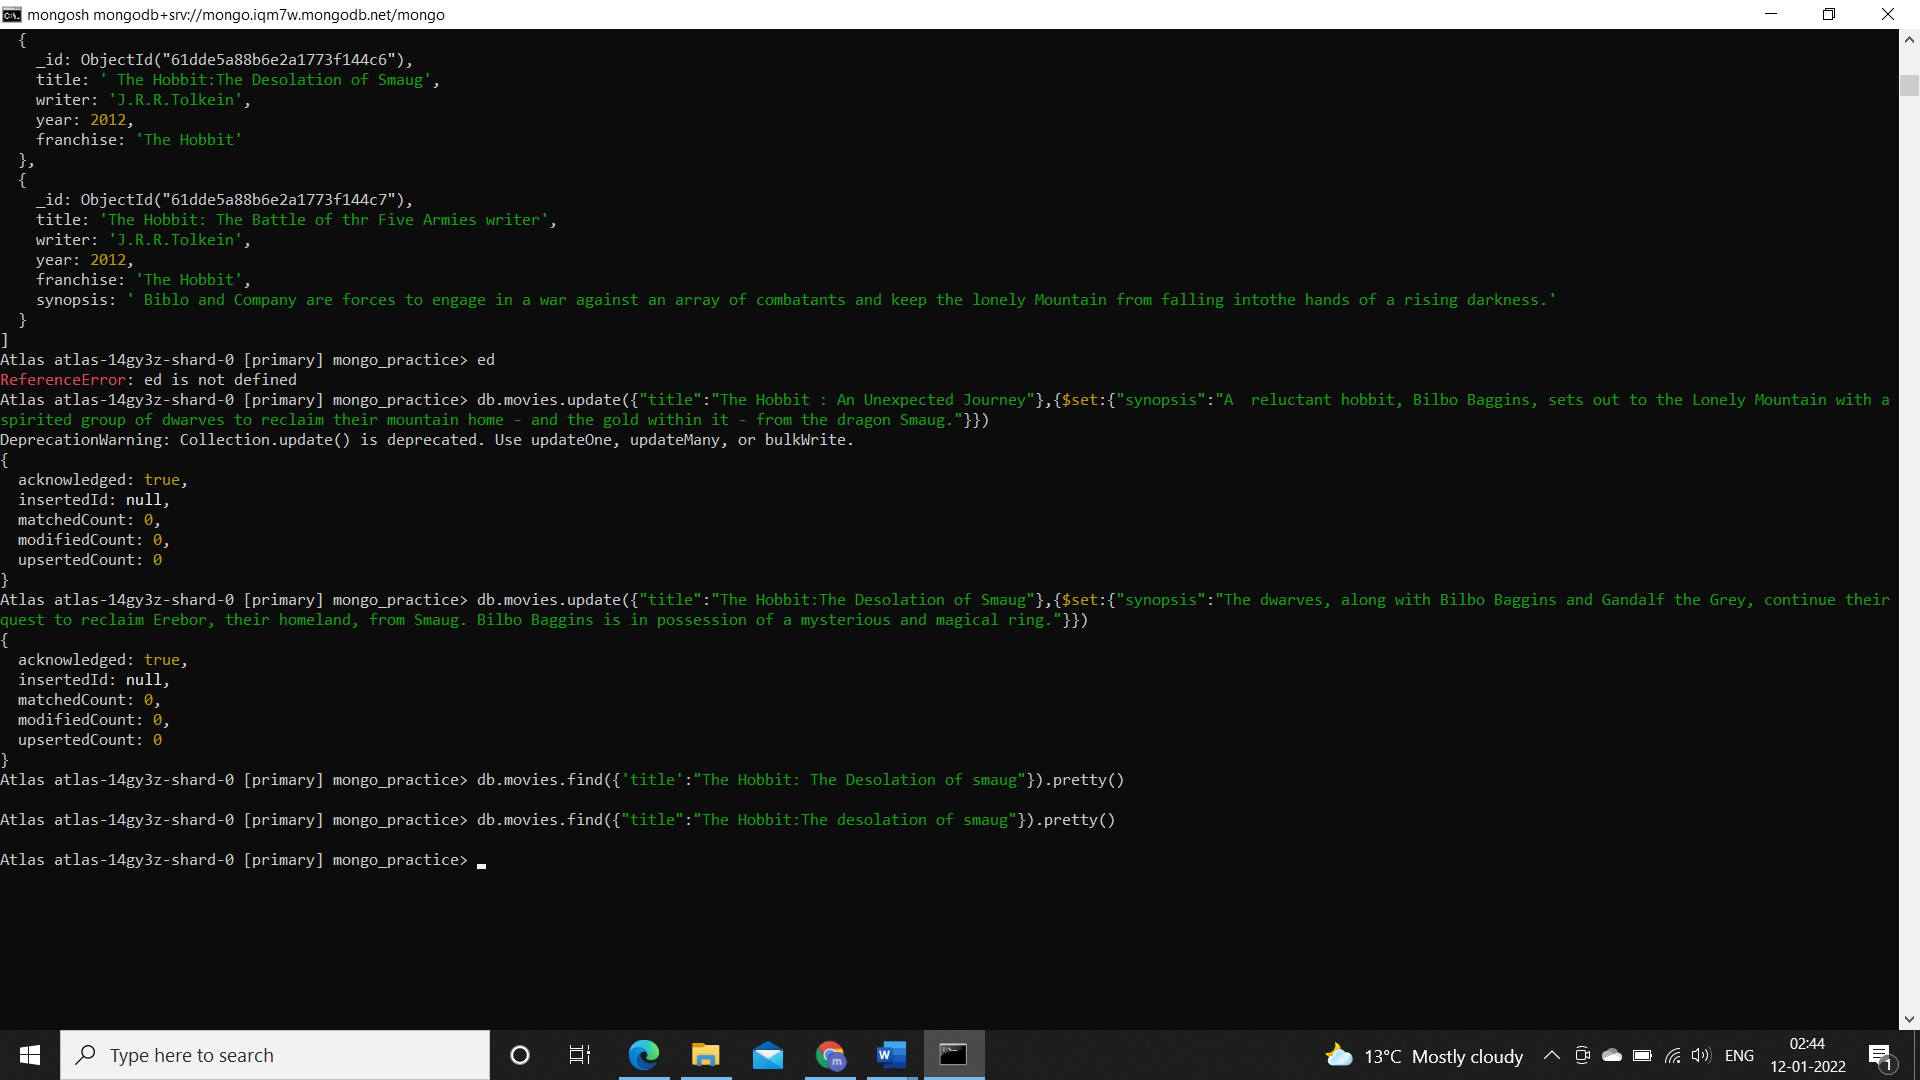 mongosh mongodb+srv://mongo.iqm7w.mongodb.net/mongo
{
_id: ObjectId("61dde5a88b6e2a1773f144c6"),
title: ' The Hobbit:The Desolation of Smaug',
writer: 'J.R.R.Tolkein',
year: 2012,
franchise: 'The Hobbit'
},
{
_id: ObjectId("61dde5a88b6e2a1773f144c7"),
title: 'The Hobbit: The Battle of thr Five Armies writer',
writer: 'J.R.R.Tolkein',
year: 2012,
franchise: 'The Hobbit',
synopsis: ' Biblo and Company are forces to engage in a war against an array of combatants and keep the lonely Mountain from falling intothe hands of a rising darkness.'
}
]
Atlas atlas-14gy3z-shard-0 [primary] mongo_practice> ed
ReferenceError: ed is not defined
Atlas atlas-14gy3z-shard-0 [primary] mongo_practice> db.movies.update({"title":"The Hobbit : An Unexpected Journey"},{$set:{"synopsis":"A  reluctant hobbit, Bilbo Baggins, sets out to the Lonely Mountain with a
spirited group of dwarves to reclaim their mountain home - and the gold within it - from the dragon Smaug."}})
DeprecationWarning: Collection.update() is deprecated. Use updateOne, updateMany, or bulkWrite.
{
acknowledged: true,
insertedId: null,
matchedCount: 0,
modifiedCount: 0,
upsertedCount: 0
}
Atlas atlas-14gy3z-shard-0 [primary] mongo_practice> db.movies.update({"title":"The Hobbit:The Desolation of Smaug"},{$set:{"synopsis":"The dwarves, along with Bilbo Baggins and Gandalf the Grey, continue their
quest to reclaim Erebor, their homeland, from Smaug. Bilbo Baggins is in possession of a mysterious and magical ring."}})
{
acknowledged: true,
insertedId: null,
matchedCount: 0,
modifiedCount: 0,
upsertedCount: 0
}
Atlas atlas-14gy3z-shard-0 [primary] mongo_practice> db.movies.find({'title':"The Hobbit: The Desolation of smaug"}).pretty()
Atlas atlas-14gy3z-shard-0 [primary] mongo_practice> db.movies.find({"title":"The Hobbit:The desolation of smaug"}).pretty()
Atlas atlas-14gy3z-shard-0 [primary] mongo_practice>
Type here to search
13°C Mostly cloudy
ENG
02:44
12-01-2022
1